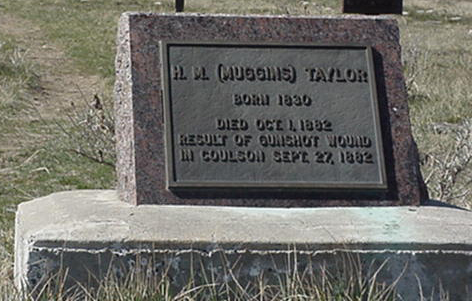 H. M. (MUGGINS) TAYLOR
BORN 1830
DIED OCT. 1, 1882
RESULT OF GUNSHOT WOUND
IN COULSON SEPT. 27, 1882